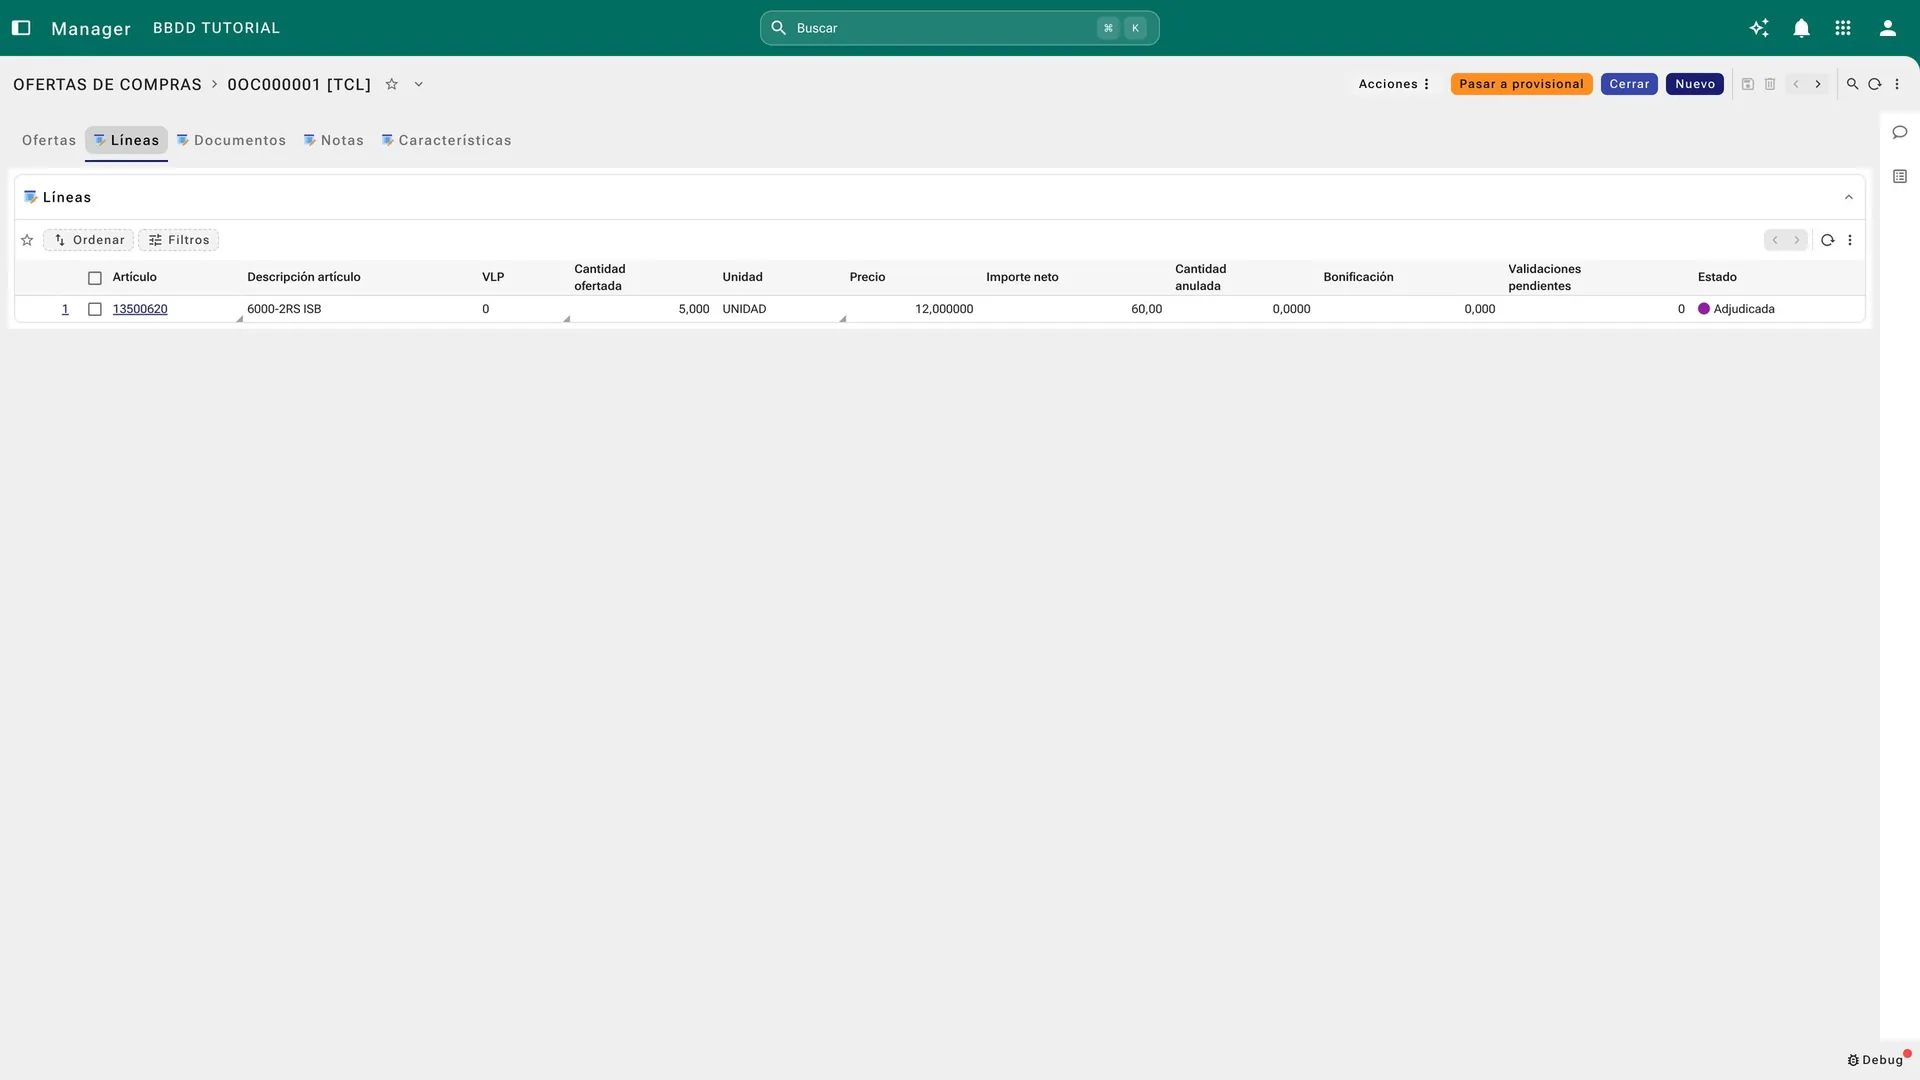 Manager BBDD TUTORIAL Buscar ⌘ K
OFERTAS DE COMPRAS > 0OC000001 [TCL] Acciones Pasar a provisional Cerrar Nuevo
Ofertas Líneas Documentos Notas Características
Líneas
Ordenar Filtros
Artículo Descripción artículo VLP Cantidad ofertada Unidad Precio Importe neto Cantidad anulada Bonificación Validaciones pendientes Estado
1 13500620 6000-2RS ISB 0 5,000 UNIDAD 12,000000 60,00 0,0000 0,000 0 Adjudicada
Debug